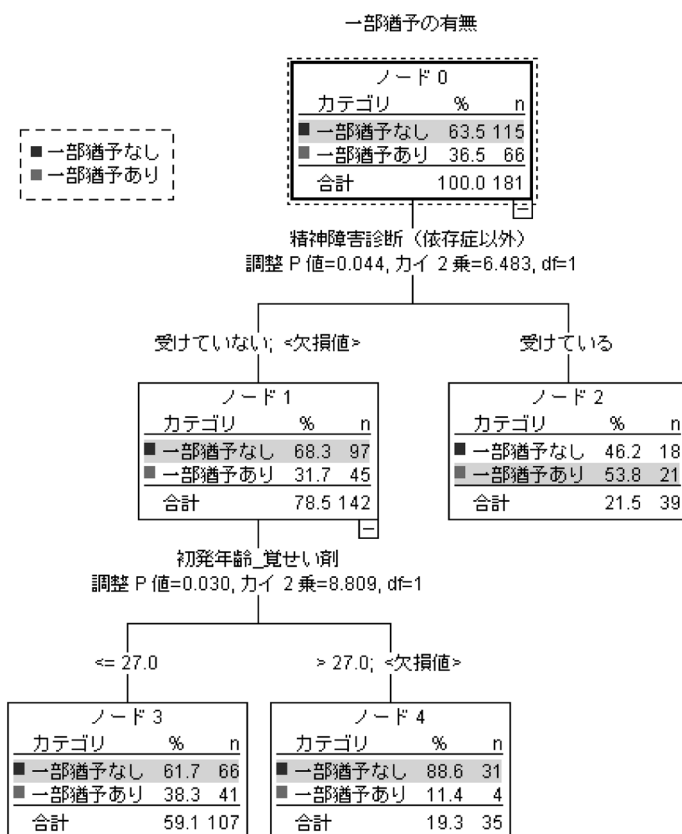 一部猶予の有無
ノード 0
カテゴリ % n
一部猶予なし 63.5 115
一部猶予あり 36.5 66
合計 100.0 181
一部猶予なし
一部猶予あり
精神障害診断（依存症以外）
調整 P 値=0.044, カイ 2 乗=6.483, df=1
受けていない; <欠損値>
受けている
ノード 1
カテゴリ % n
一部猶予なし 68.3 97
一部猶予あり 31.7 45
合計 78.5 142
ノード 2
カテゴリ % n
一部猶予なし 46.2 18
一部猶予あり 53.8 21
合計 21.5 39
初発年齢_覚せい剤
調整 P 値=0.030, カイ 2 乗=8.809, df=1
<= 27.0
> 27.0; <欠損値>
ノード 3
カテゴリ % n
一部猶予なし 61.7 66
一部猶予あり 38.3 41
合計 59.1 107
ノード 4
カテゴリ % n
一部猶予なし 88.6 31
一部猶予あり 11.4 4
合計 19.3 35